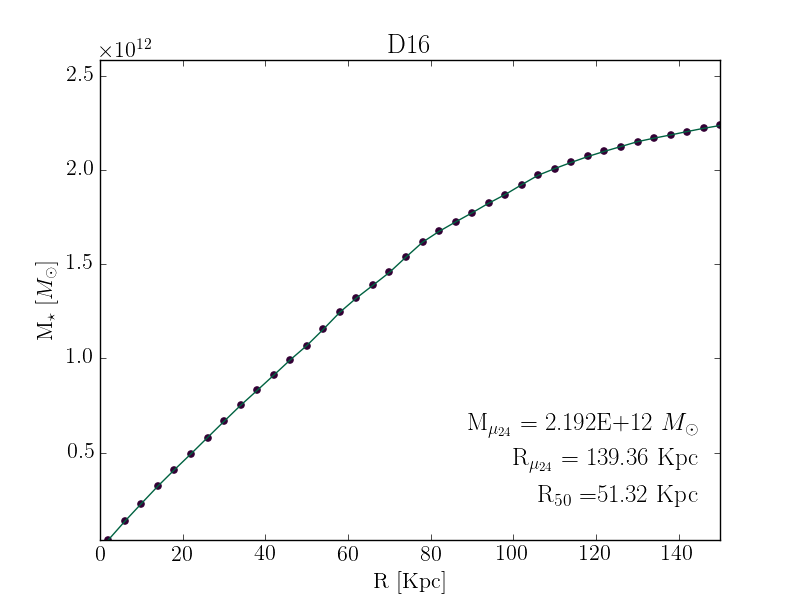 D16
×10¹²
2.5
2.0
1.5
1.0
0.5
M⋆ [M⊙]
M_μ₂₄ = 2.192E+12 M⊙
R_μ₂₄ = 139.36 Kpc
R₅₀ =51.32 Kpc
0 20 40 60 80 100 120 140
R [Kpc]